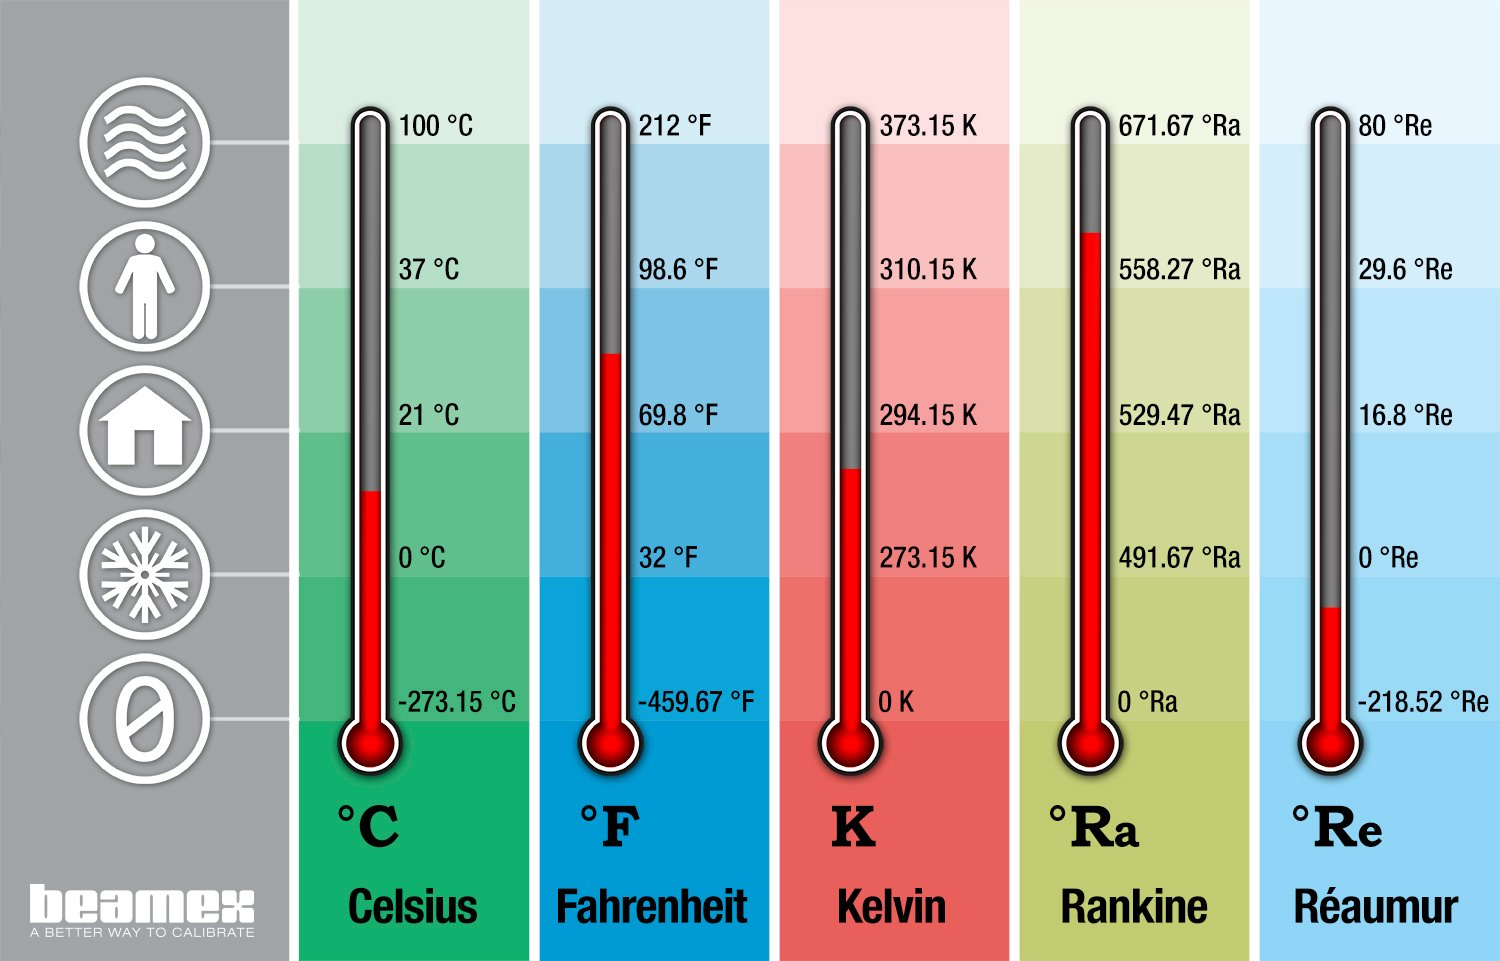 100 °C
212 °F
373.15 K
671.67 °Ra
80 °Re
37 °C
98.6 °F
310.15 K
558.27 °Ra
29.6 °Re
21 °C
69.8 °F
294.15 K
529.47 °Ra
16.8 °Re
0 °C
32 °F
273.15 K
491.67 °Ra
0 °Re
0
-273.15 °C
-459.67 °F
0 K
0 °Ra
-218.52 °Re
°C
°F
K
°Ra
°Re
Celsius
Fahrenheit
Kelvin
Rankine
Réaumur
beamex
A BETTER WAY TO CALIBRATE